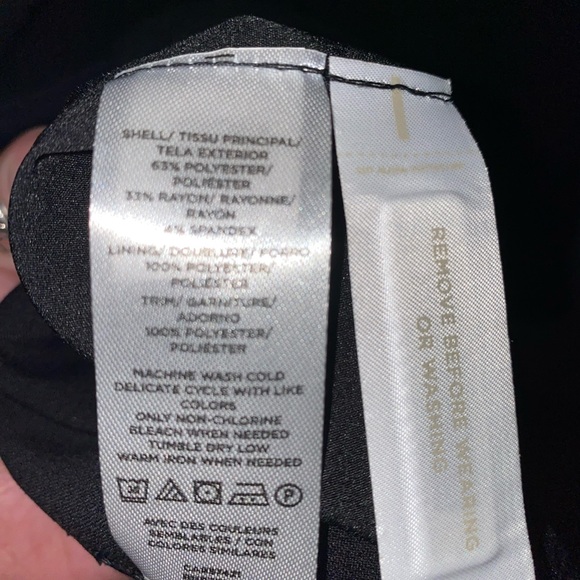 SHELL/ TISSU PRINCIPAL/
TELA EXTERIOR
63% POLYESTER/
POLIÉSTER
33% RAYON/ RAYONNE/
RAYON
4% SPANDEX
LINING/ DOUBLURE/ FORRO
100% POLYESTER/
POLIÉSTER
TRIM/ GARNITURE/
ADORNO
100% POLYESTER/
POLIÉSTER
MACHINE WASH COLD
DELICATE CYCLE WITH LIKE
COLORS
ONLY NON-CHLORINE
BLEACH WHEN NEEDED
TUMBLE DRY LOW
WARM IRON WHEN NEEDED
P
AVEC DES COULEURS
SEMBLABLES / CON
COLORES SIMILARES
REMOVE BEFORE WEARING
OR WASHING